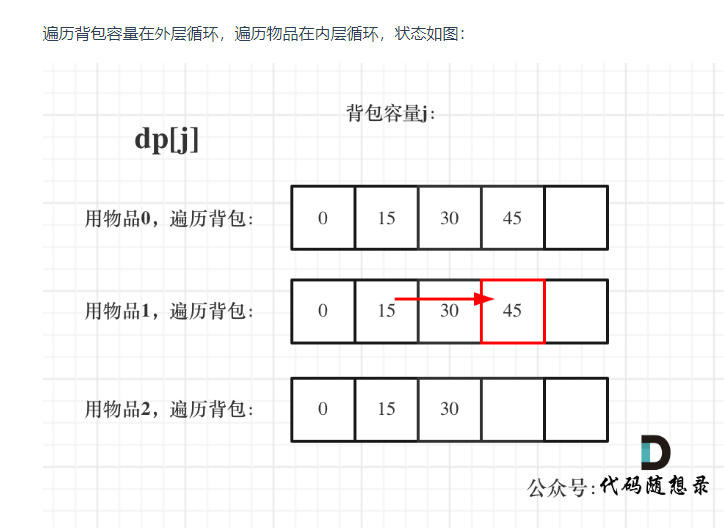 遍历背包容量在外层循环，遍历物品在内层循环，状态如图：
背包容量j：
dp[j]
用物品0，遍历背包： 0 15 30 45
用物品1，遍历背包： 0 15 30 45
用物品2，遍历背包： 0 15 30
公众号：代码随想录